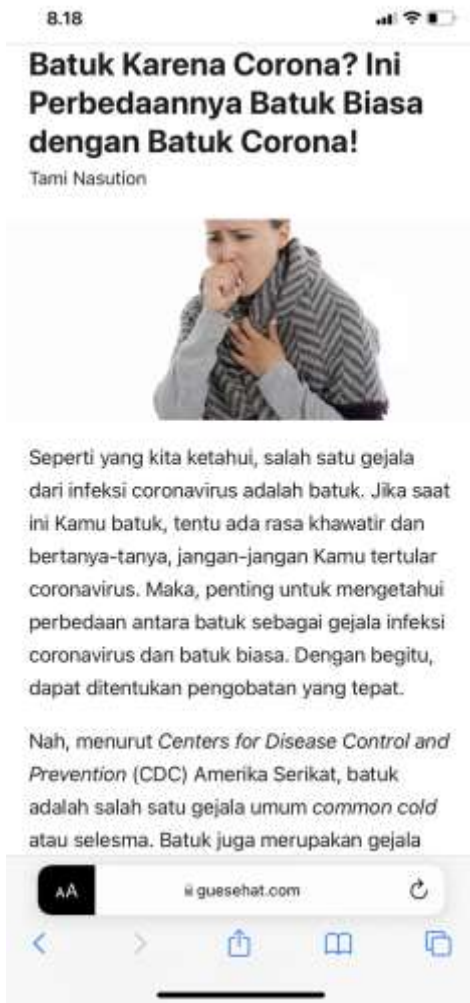 8.18
Batuk Karena Corona? Ini
Perbedaannya Batuk Biasa
dengan Batuk Corona!
Tami Nasution
Seperti yang kita ketahui, salah satu gejala
dari infeksi coronavirus adalah batuk. Jika saat
ini Kamu batuk, tentu ada rasa khawatir dan
bertanya-tanya, jangan-jangan Kamu tertular
coronavirus. Maka, penting untuk mengetahui
perbedaan antara batuk sebagai gejala infeksi
coronavirus dan batuk biasa. Dengan begitu,
dapat ditentukan pengobatan yang tepat.
Nah, menurut Centers for Disease Control and
Prevention (CDC) Amerika Serikat, batuk
adalah salah satu gejala umum common cold
atau selesma. Batuk juga merupakan gejala
AA guesehat.com